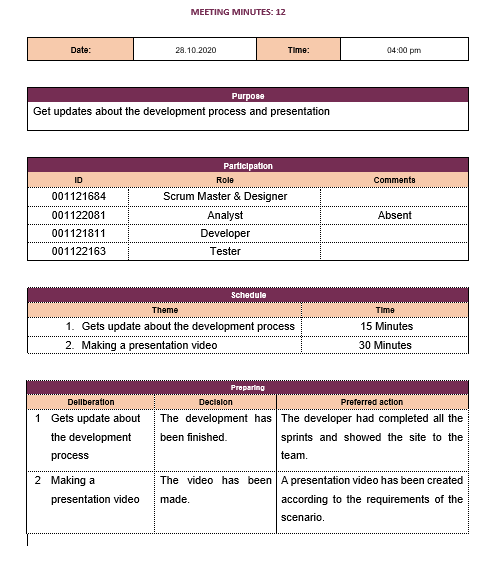 MEETING MINUTES: 12
Date: 28.10.2020 Time: 04:00 pm
Purpose
Get updates about the development process and presentation
Participation
ID Role Comments
001121684 Scrum Master & Designer
001122081 Analyst Absent
001121811 Developer
001122163 Tester
Schedule
Theme Time
1. Gets update about the development process 15 Minutes
2. Making a presentation video 30 Minutes
Preparing
Deliberation Decision Preferred action
1 Gets update about The development has The developer had completed all the
the development been finished. sprints and showed the site to the
process team.
2 Making a The video has been A presentation video has been created
presentation video made. according to the requirements of the
scenario.